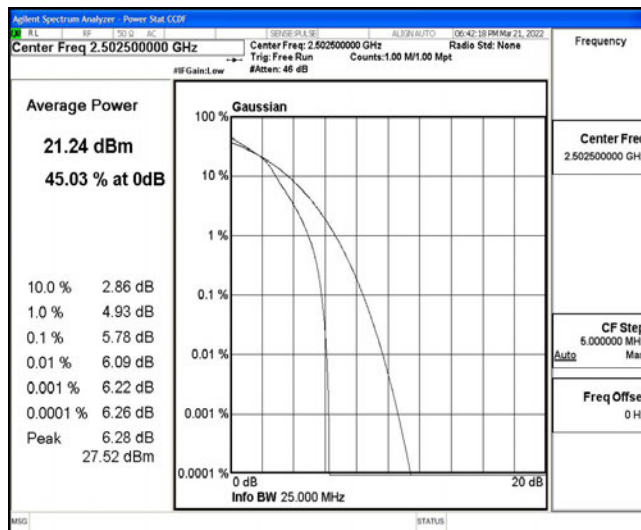 Agilent Spectrum Analyzer - Power Stat CCDF
RL RF 50 Ω AC SENSE:PULSE ALIGN AUTO 06:42:18 PM Mar 21, 2022
Center Freq 2.502500000 GHz
Center Freq: 2.502500000 GHz Radio Std: None
Trig: Free Run Counts:1.00 M/1.00 Mpt
#IFGain:Low #Atten: 46 dB
Frequency
Average Power
21.24 dBm
45.03 % at 0dB
10.0 % 2.86 dB
1.0 % 4.93 dB
0.1 % 5.78 dB
0.01 % 6.09 dB
0.001 % 6.22 dB
0.0001 % 6.26 dB
Peak 6.28 dB
27.52 dBm
Gaussian
100 %
10 %
1 %
0.1 %
0.01 %
0.001 %
0.0001 %
0 dB 20 dB
Info BW 25.000 MHz
Center Fre
2.502500000 GH
CF Step
5.000000 MH
Auto Ma
Freq Offse
0 H
MSG STATUS